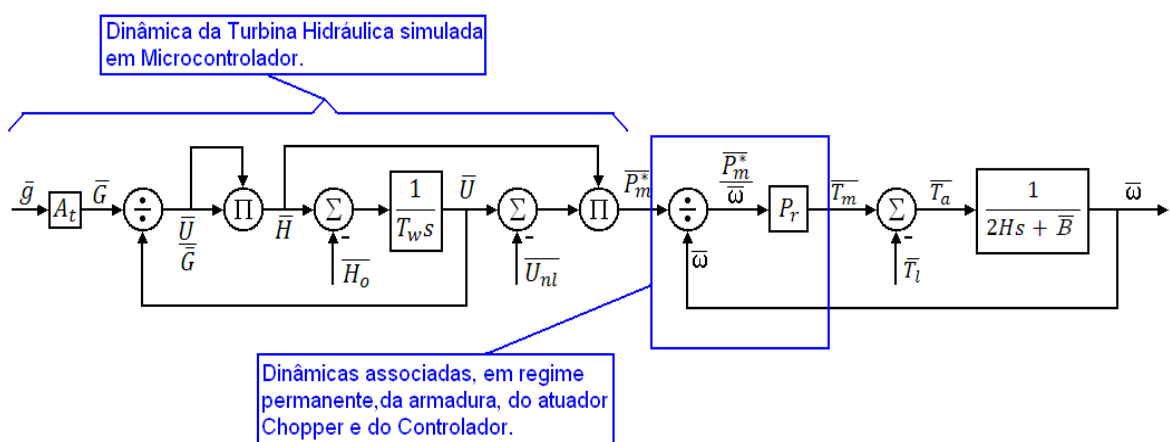 Dinâmica da Turbina Hidráulica simulada
em Microcontrolador.
g̅ A_t G̅ ÷ U̅/G̅ Π H̅ Σ - H̅_o̅ 1/(T_w s) U̅ Σ - U̅_n̅l̅ Π P̅_m̅^*̅ ÷ ω̅ P̅_m̅^*̅/ω̅ P_r T̅_m̅ Σ - T̅_l̅ T̅_a̅ 1/(2Hs + B̅) ω̅
Dinâmicas associadas, em regime
permanente,da armadura, do atuador
Chopper e do Controlador.